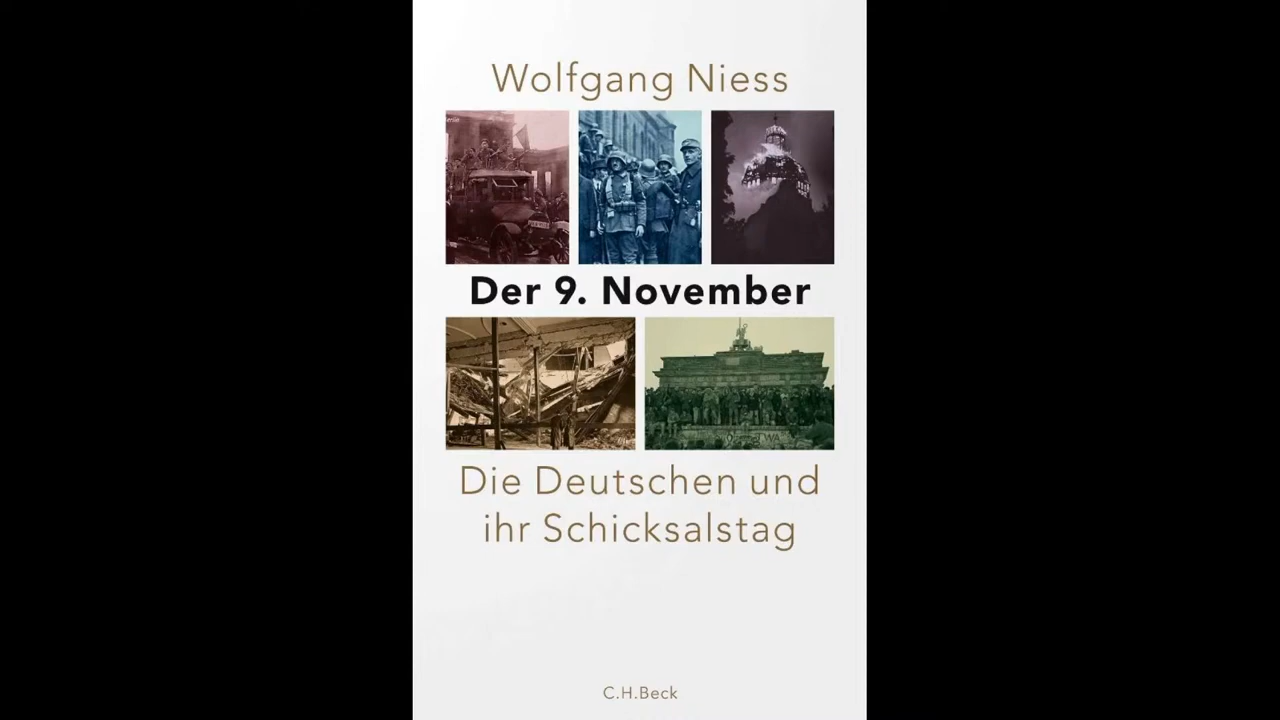 Wolfgang Niess
Der 9. November
Die Deutschen und
ihr Schicksalstag
C.H.Beck